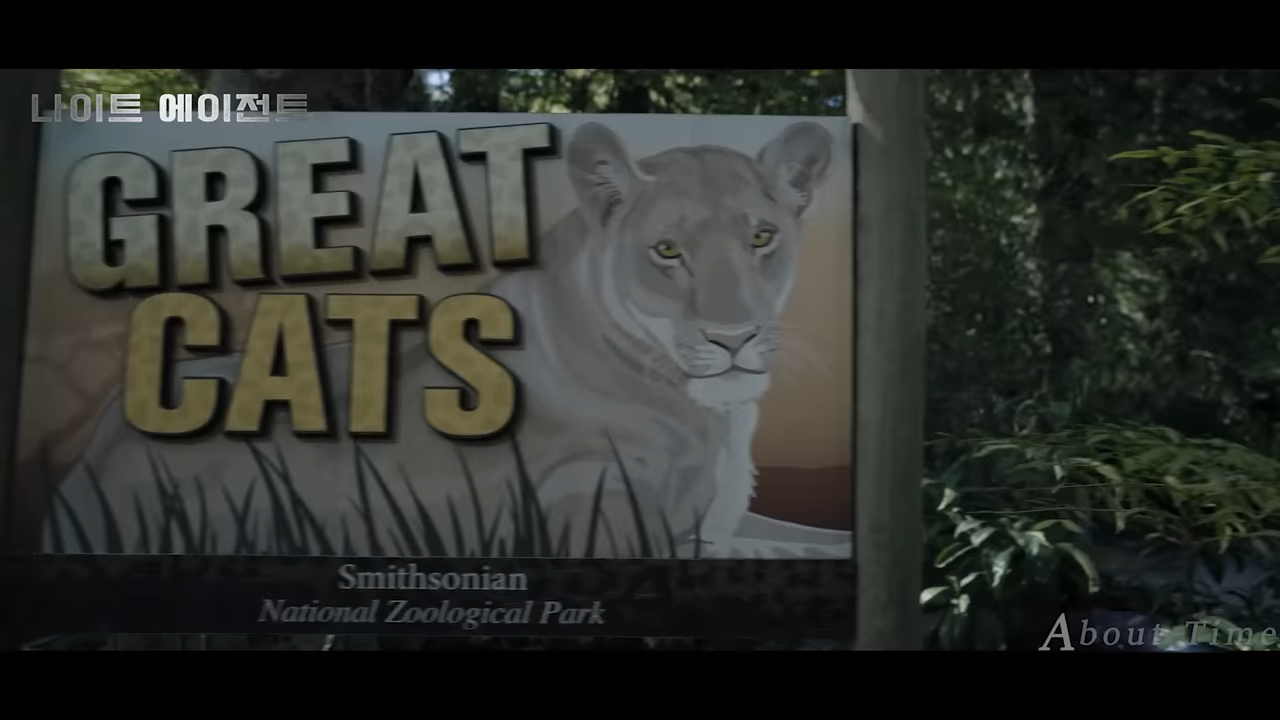 나이트 에이전트
GREAT
CATS
Smithsonian
National Zoological Park
About Time